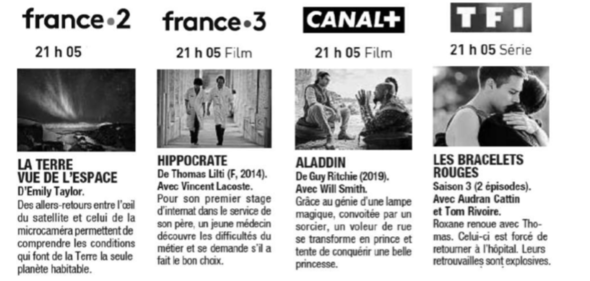 france•2
21 h 05
LA TERRE
VUE DE L'ESPACE
D'Emily Taylor.
Des allers-retours entre l'œil
du satellite et celui de la
microcaméra permettent de
comprendre les conditions
qui font de la Terre la seule
planète habitable.
france•3
21 h 05 Film
HIPPOCRATE
De Thomas Lilti (F, 2014).
Avec Vincent Lacoste.
Pour son premier stage
d'internat dans le service de
son père, un jeune médecin
découvre les difficultés du
métier et se demande s'il a
fait le bon choix.
CANAL+
21 h 05 Film
ALADDIN
De Guy Ritchie (2019).
Avec Will Smith.
Grâce au génie d'une lampe
magique, convoitée par un
sorcier, un voleur de rue
se transforme en prince et
tente de conquérir une belle
princesse.
TF1
21 h 05 Série
LES BRACELETS
ROUGES
Saison 3 (2 épisodes).
Avec Audran Cattin
et Tom Rivoire.
Roxane renoue avec Tho-
mas. Celui-ci est forcé de
retourner à l'hôpital. Leurs
retrouvailles sont explosives.